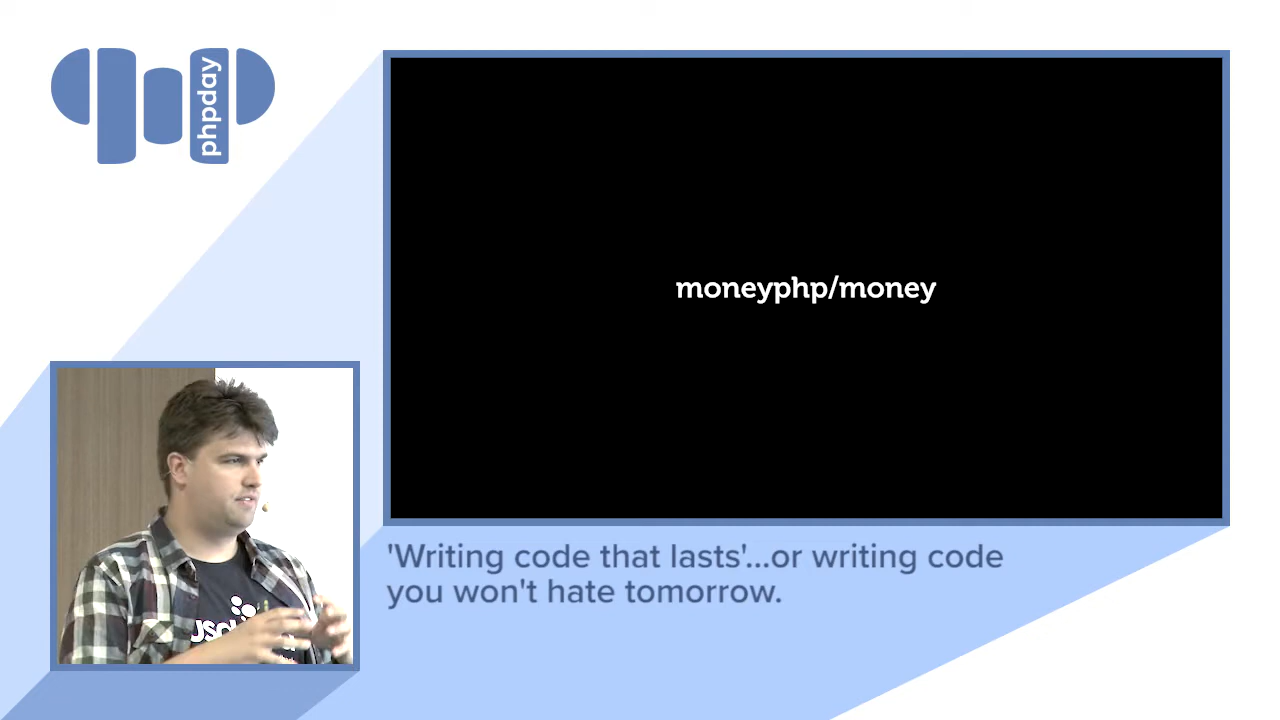 phpday
moneyphp/money
'Writing code that lasts'...or writing code
you won't hate tomorrow.